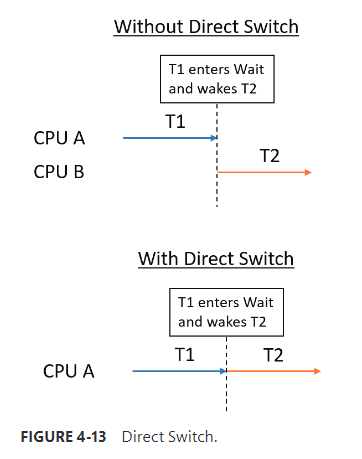 Without Direct Switch
T1 enters Wait
and wakes T2
T1
CPU A
T2
CPU B
With Direct Switch
T1 enters Wait
and wakes T2
T1 T2
CPU A
FIGURE 4-13 Direct Switch.